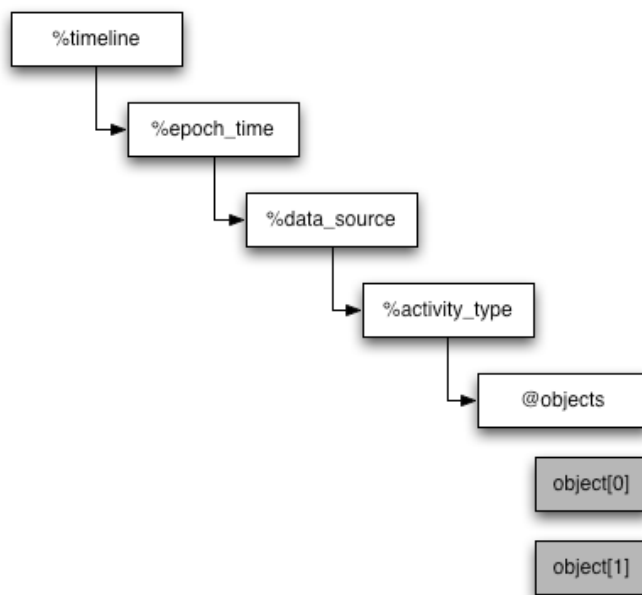 %timeline
%epoch_time
%data_source
%activity_type
@objects
object[0]
object[1]